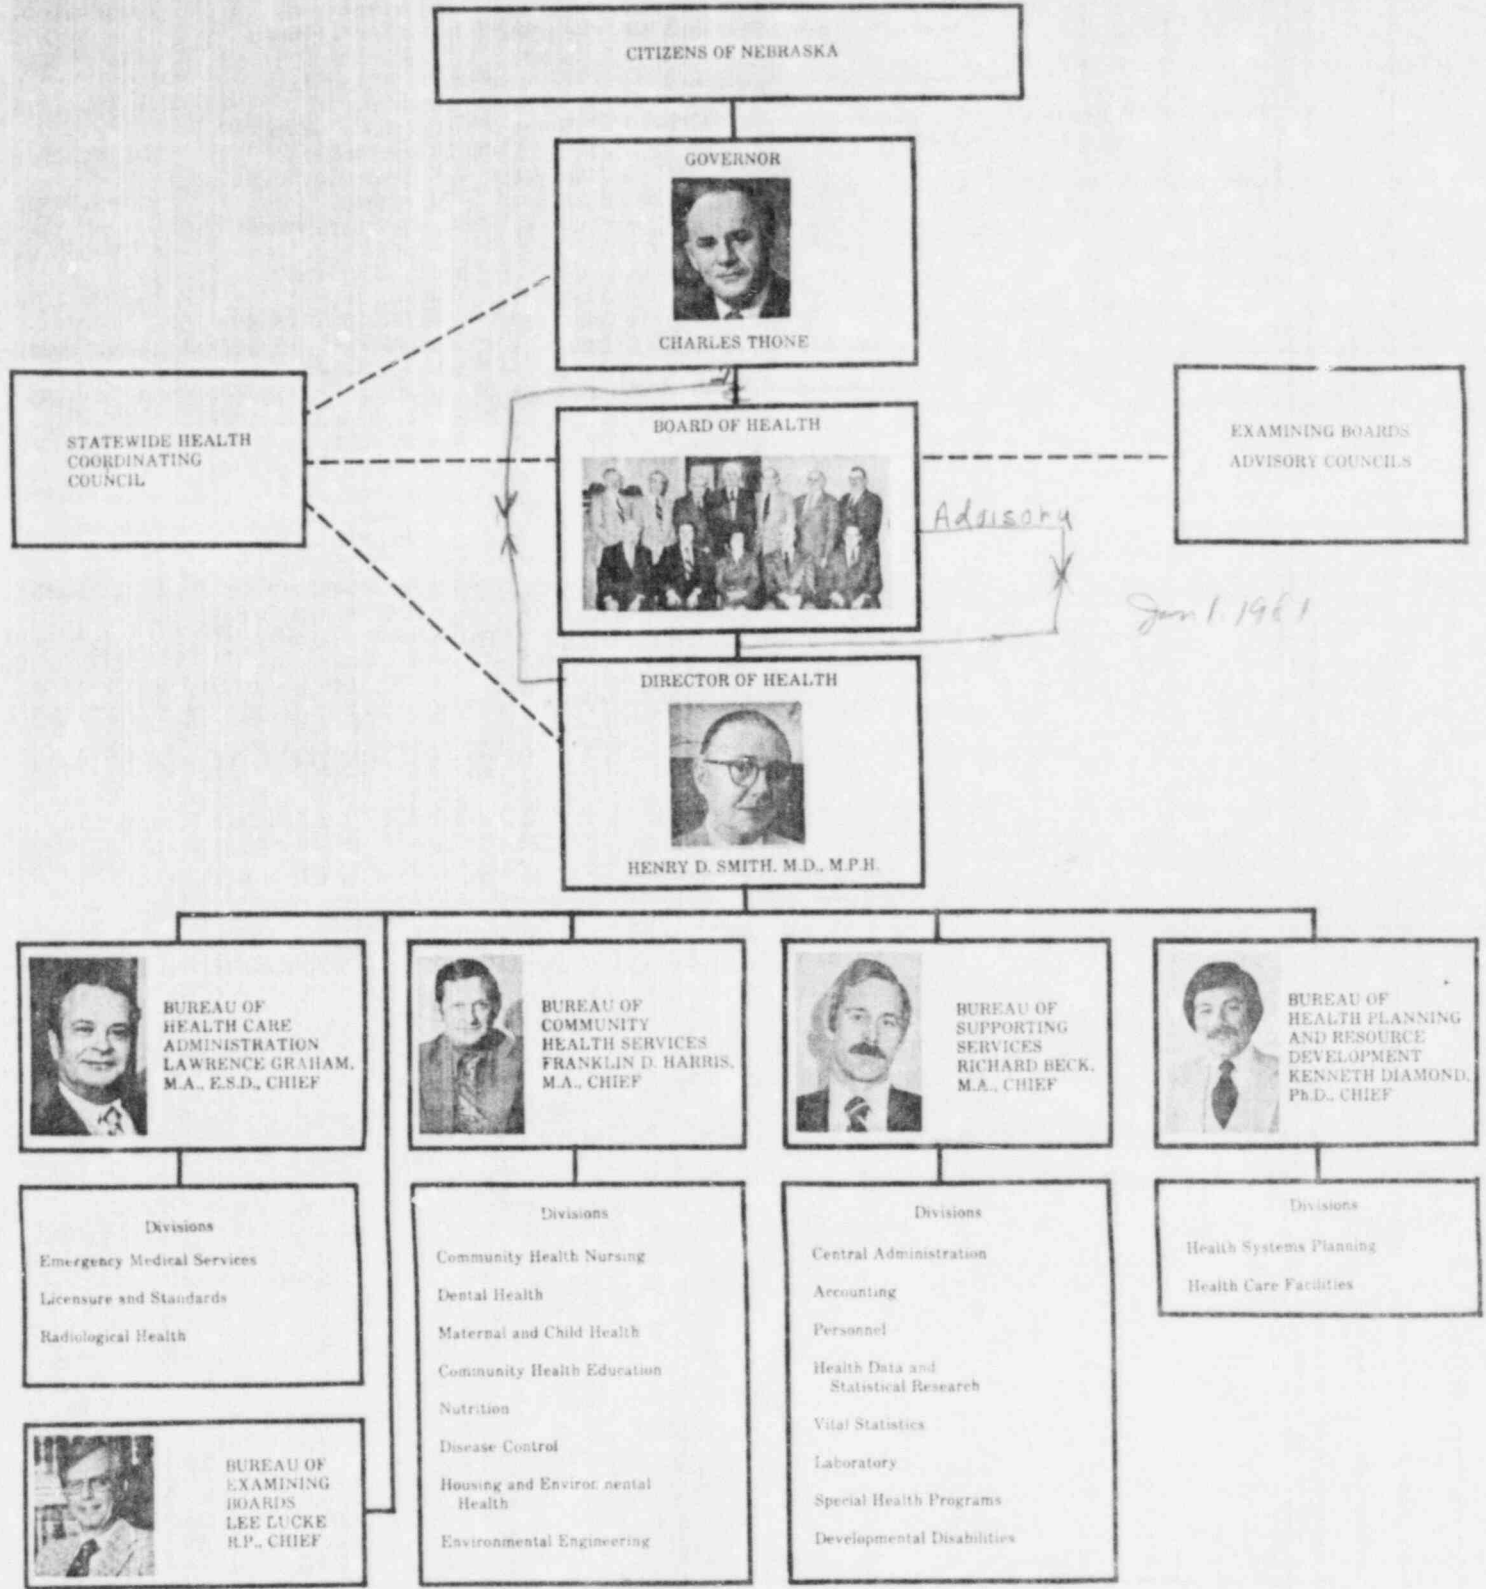 CITIZENS OF NEBRASKA
GOVERNOR
CHARLES THONE
STATEWIDE HEALTH
COORDINATING
COUNCIL
BOARD OF HEALTH
EXAMINING BOARDS
ADVISORY COUNCILS
Advisory
DIRECTOR OF HEALTH
HENRY D. SMITH, M.D., M.P.H.
BUREAU OF
HEALTH CARE
ADMINISTRATION
LAWRENCE GRAHAM,
M.A., E.S.D., CHIEF
BUREAU OF
COMMUNITY
HEALTH SERVICES
FRANKLIN D. HARRIS,
M.A., CHIEF
BUREAU OF
SUPPORTING
SERVICES
RICHARD BECK,
M.A., CHIEF
BUREAU OF
HEALTH PLANNING
AND RESOURCE
DEVELOPMENT
KENNETH DIAMOND,
Ph.D., CHIEF
Divisions
Emergency Medical Services
Licensure and Standards
Radiological Health
BUREAU OF
EXAMINING
BOARDS
LEE LUCKE
R.P., CHIEF
Divisions
Community Health Nursing
Dental Health
Maternal and Child Health
Community Health Education
Nutrition
Disease Control
Housing and Environmental
Health
Environmental Engineering
Divisions
Central Administration
Accounting
Personnel
Health Data and
Statistical Research
Vital Statistics
Laboratory
Special Health Programs
Developmental Disabilities
Divisions
Health Systems Planning
Health Care Facilities